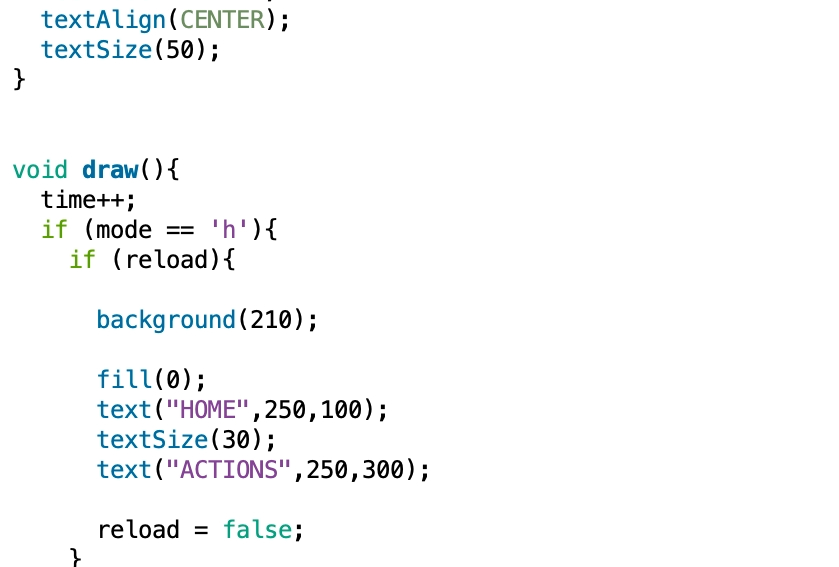 textAlign(CENTER);
textSize(50);
}
void draw(){
time++;
if (mode == 'h'){
if (reload){
background(210);
fill(0);
text("HOME",250,100);
textSize(30);
text("ACTIONS",250,300);
reload = false;
}